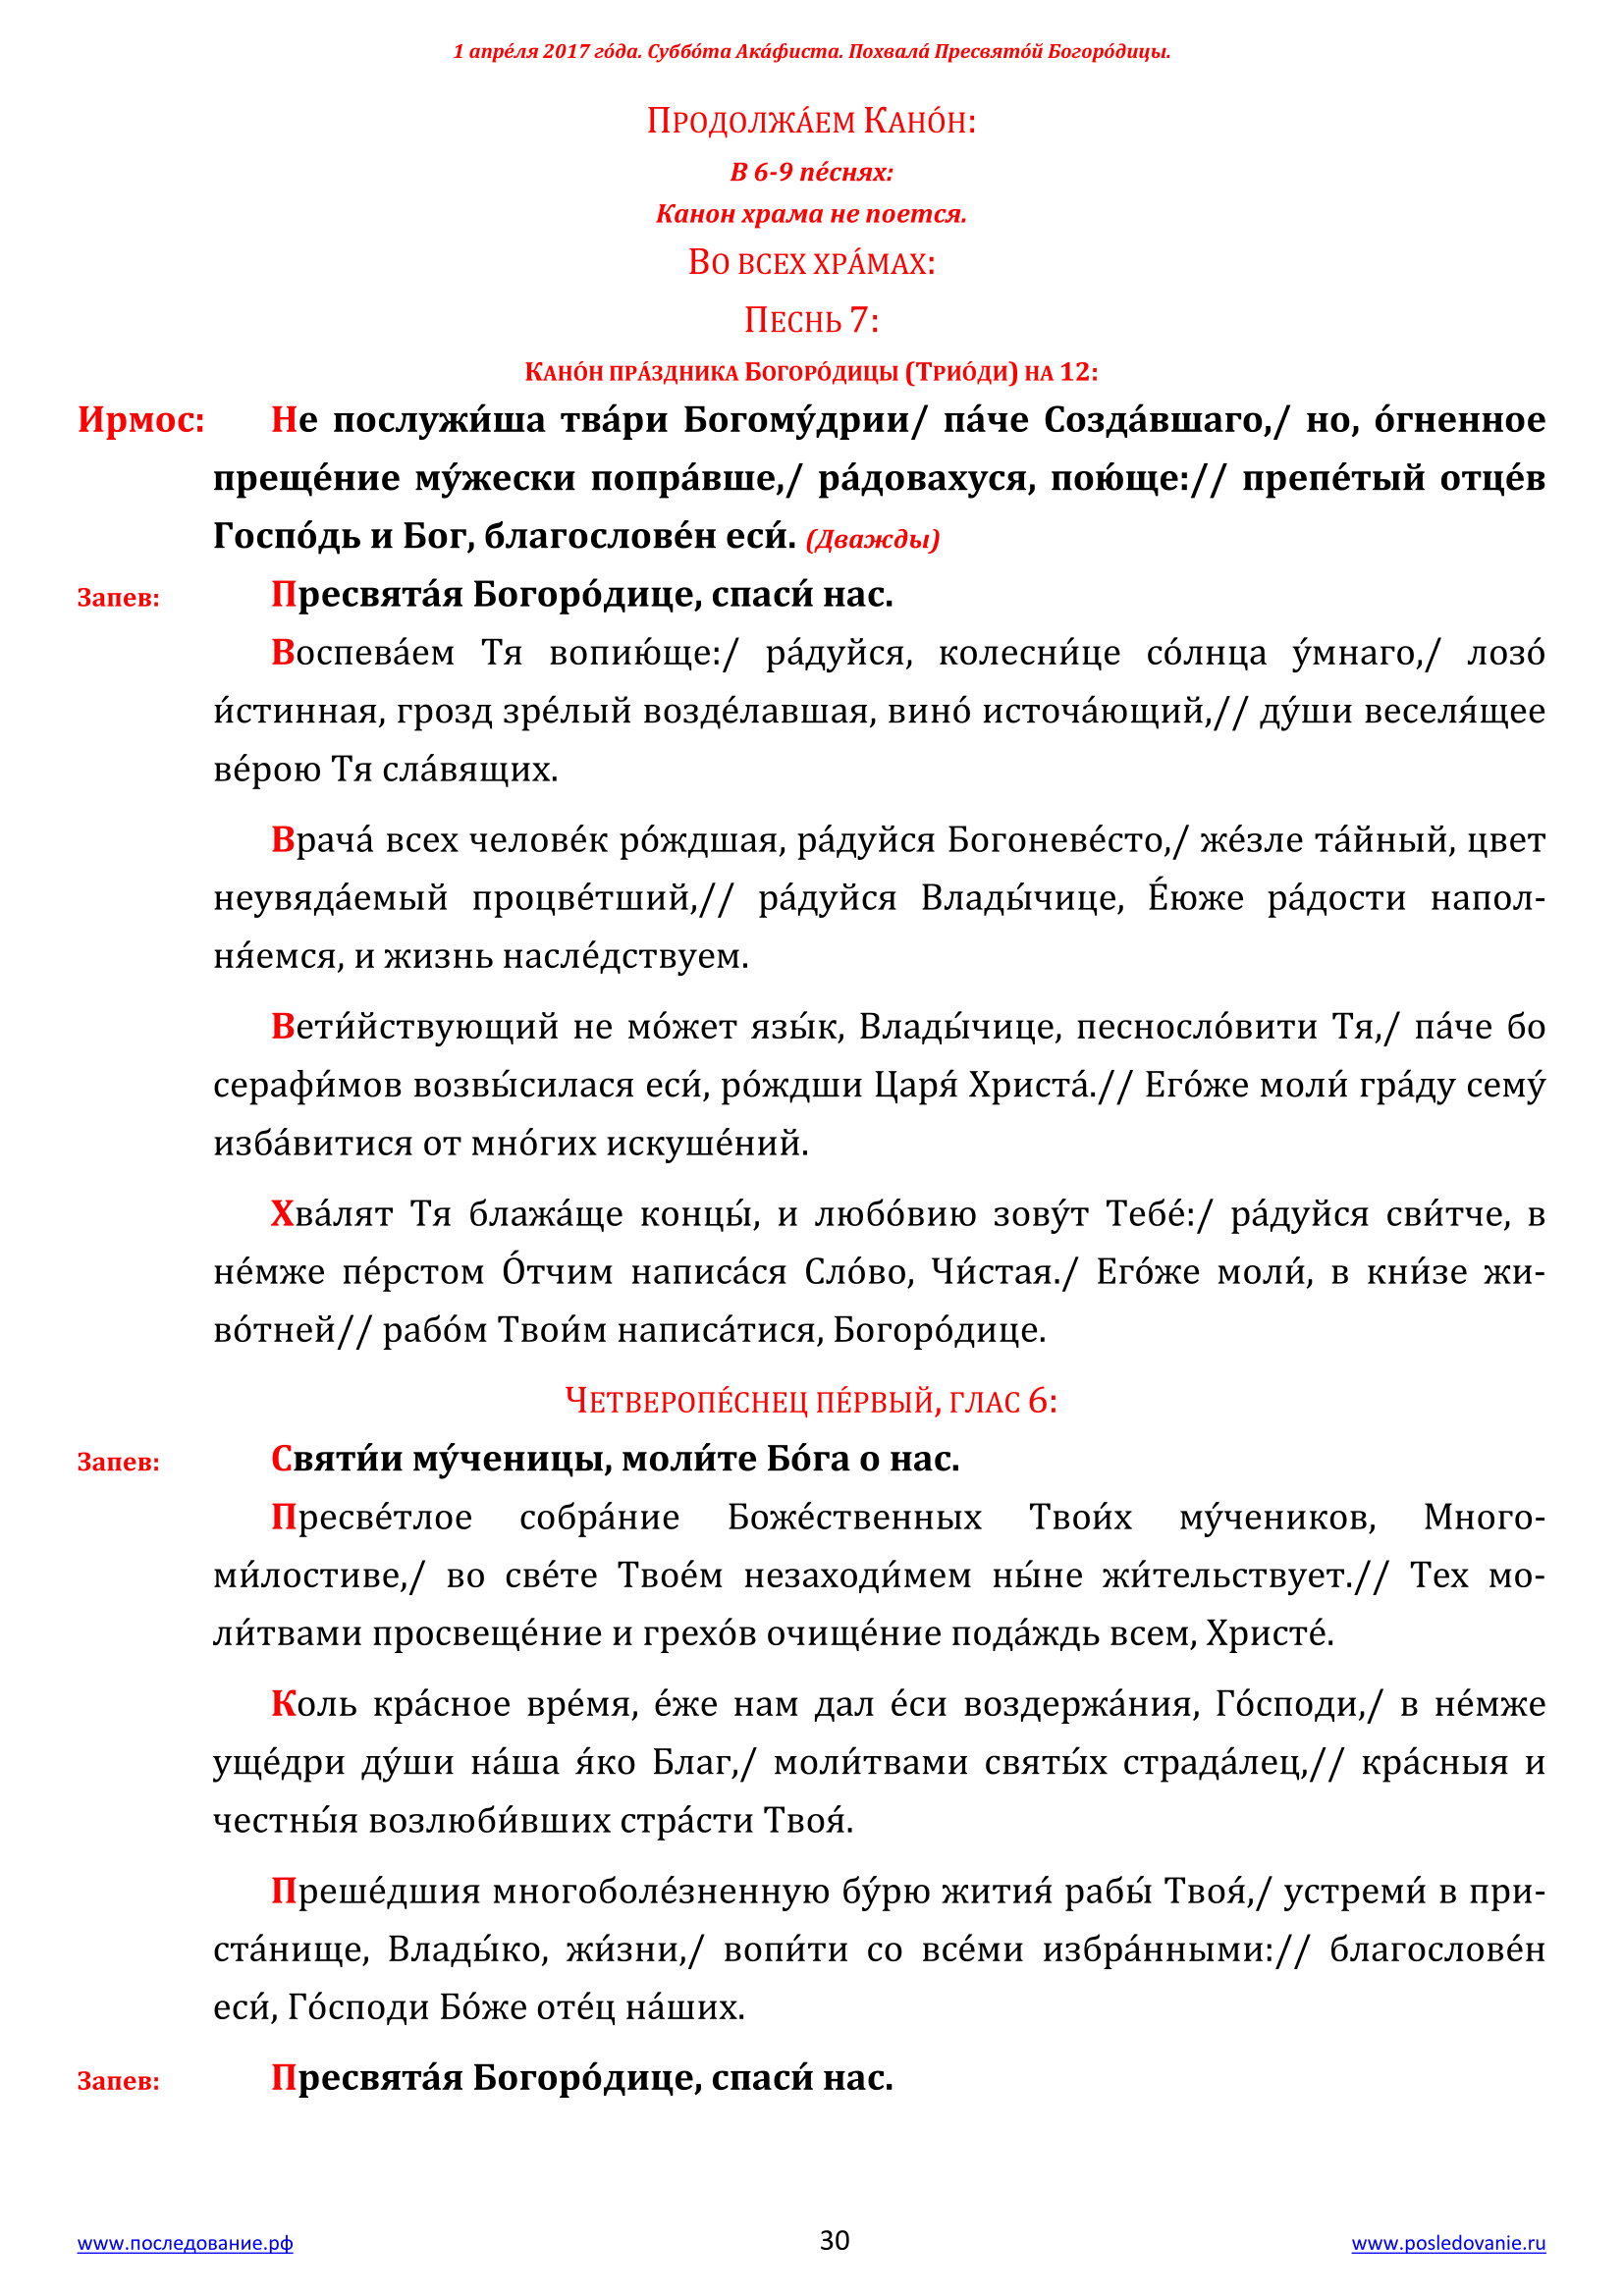 1 апре́ля 2017 го́да. Суббо́та Ака́фиста. Похвала́ Пресвято́й Богоро́дицы.
Продолжа́ем Кано́н:
В 6-9 пе́снях:
Канон храма не поется.
Во всех хра́мах:
Песнь 7:
Кано́н пра́здника Богоро́дицы (Трио́ди) на 12:
Ирмос: Не послужи́ша тва́ри Богому́дрии/ па́че Созда́вшаго,/ но, о́гненное
преще́ние му́жески попра́вше,/ ра́довахуся, пою́ще:// препе́тый отце́в
Госпо́дь и Бог, благослове́н еси́. (Дважды)
Запев: Пресвята́я Богоро́дице, спаси́ нас.
Воспева́ем Тя вопию́ще:/ ра́дуйся, колесни́це со́лнца у́мнаго,/ лозо́
и́стинная, грозд зре́лый возде́лавшая, вино́ источа́ющий,// ду́ши веселя́щее
ве́рою Тя сла́вящих.
Врача́ всех челове́к ро́ждшая, ра́дуйся Богоневе́сто,/ же́зле та́йный, цвет
неувяда́емый процве́тший,// ра́дуйся Влады́чице, Е́юже ра́дости напол-
ня́емся, и жизнь насле́дствуем.
Вети́йствующий не мо́жет язы́к, Влады́чице, песносло́вити Тя,/ па́че бо
серафи́мов возвы́силася еси́, ро́ждши Царя́ Христа́.// Его́же моли́ гра́ду сему́
изба́витися от мно́гих искуше́ний.
Хва́лят Тя блажа́ще концы́, и любо́вию зову́т Тебе́:/ ра́дуйся сви́тче, в
не́мже пе́рстом О́тчим написа́ся Сло́во, Чи́стая./ Его́же моли́, в кни́зе жи-
во́тней// рабо́м Твои́м написа́тися, Богоро́дице.
Четверопе́снец пе́рвый, глас 6:
Запев: Святи́и му́ченицы, моли́те Бо́га о нас.
Пресве́тлое собра́ние Боже́ственных Твои́х му́чеников, Много-
ми́лостиве,/ во све́те Твое́м незаходи́мем ны́не жи́тельствует.// Тех мо-
ли́твами просвеще́ние и грехо́в очище́ние пода́ждь всем, Христе́.
Коль кра́сное вре́мя, е́же нам дал е́си воздержа́ния, Го́споди,/ в не́мже
уще́дри ду́ши на́ша я́ко Благ,/ моли́твами святы́х страда́лец,// кра́сныя и
честны́я возлюби́вших стра́сти Твоя́.
Преше́дшия многоболе́зненную бу́рю жития́ рабы́ Твоя́,/ устреми́ в при-
ста́нище, Влады́ко, жи́зни,/ вопи́ти со все́ми избра́нными:// благослове́н
еси́, Го́споди Бо́же оте́ц на́ших.
Запев: Пресвята́я Богоро́дице, спаси́ нас.
www.последование.рф 30 www.posledovanie.ru